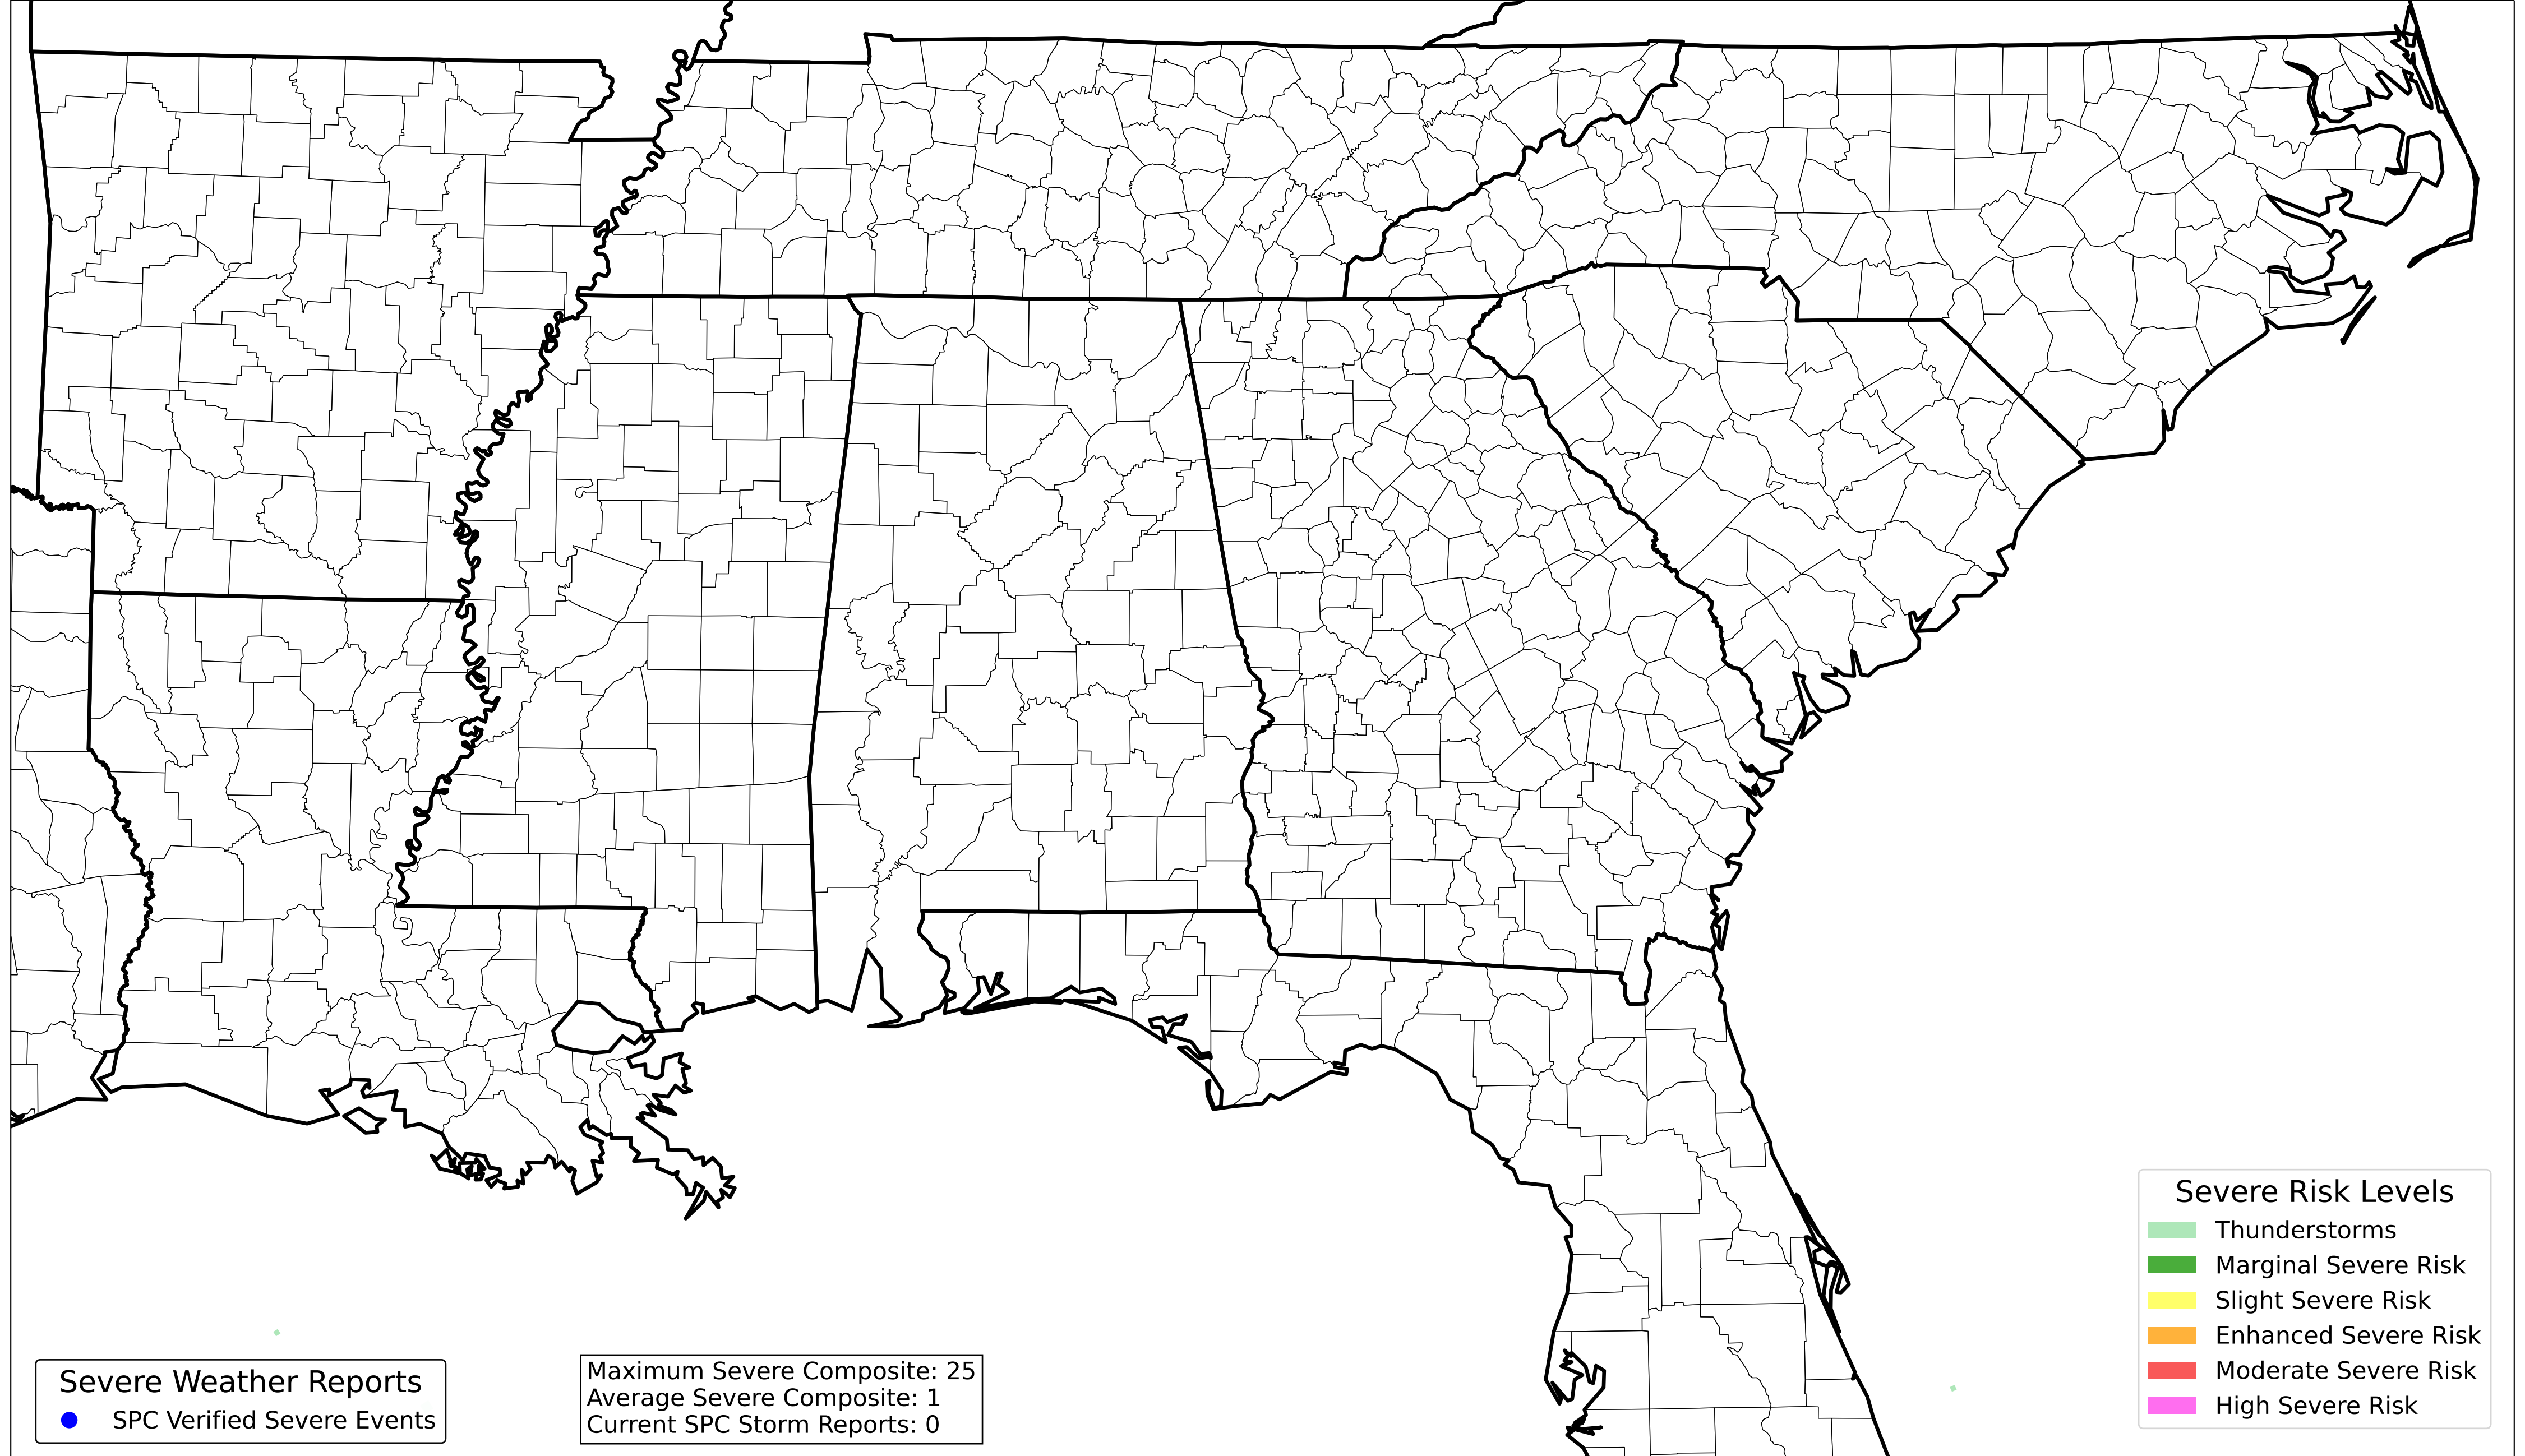 Severe Weather Reports
SPC Verified Severe Events
Maximum Severe Composite: 25
Average Severe Composite: 1
Current SPC Storm Reports: 0
Severe Risk Levels
Thunderstorms
Marginal Severe Risk
Slight Severe Risk
Enhanced Severe Risk
Moderate Severe Risk
High Severe Risk